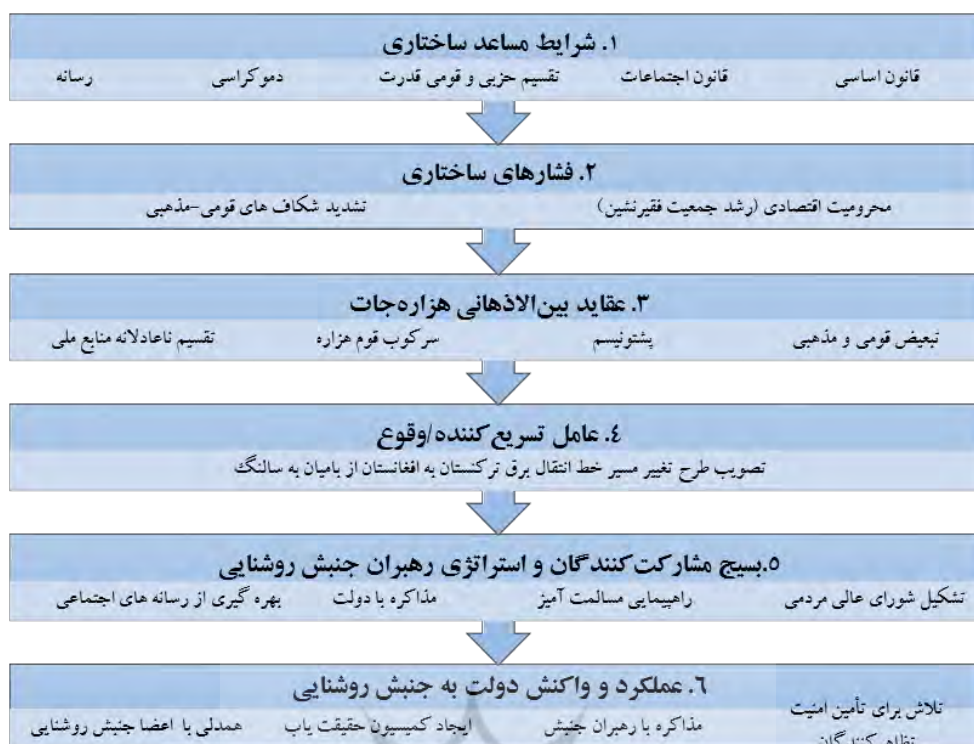 ۱. شرایط مساعد ساختاری
قانون اساسی قانون اجتماعات تقسیم حزبی و قومی قدرت دموکراسی رسانه
۲. فشارهای ساختاری
محرومیت اقتصادی (رشد جمعیت فقیرنشین) تشدید شکاف های قومی-مذهبی
۳. عقاید بین‌الاذهانی هزاره‌جات
تبعیض قومی و مذهبی پشتونیسم سرکوب قوم هزاره تقسیم ناعادلانه منابع ملی
٤. عامل تسریع‌کننده/وقوع
تصویب طرح تغییر مسیر خط انتقال برق ترکنستان به افغانستان از بامیان به سالنگ
٥.بسیج مشارکت‌کنندگان و استراتژی رهبران جنبش روشنایی
تشکیل شورای عالی مردمی راهپیمایی مسالمت آمیز مذاکره با دولت بهره گیری از رسانه های اجتماعی
٦. عملکرد و واکنش دولت به جنبش روشنایی
تلاش برای تأمین امنیت
تظاهرکنندگان
مذاکره با رهبران جنبش ایجاد کمیسیون حقیقت یاب همدلی با اعضا جنبش روشنایی